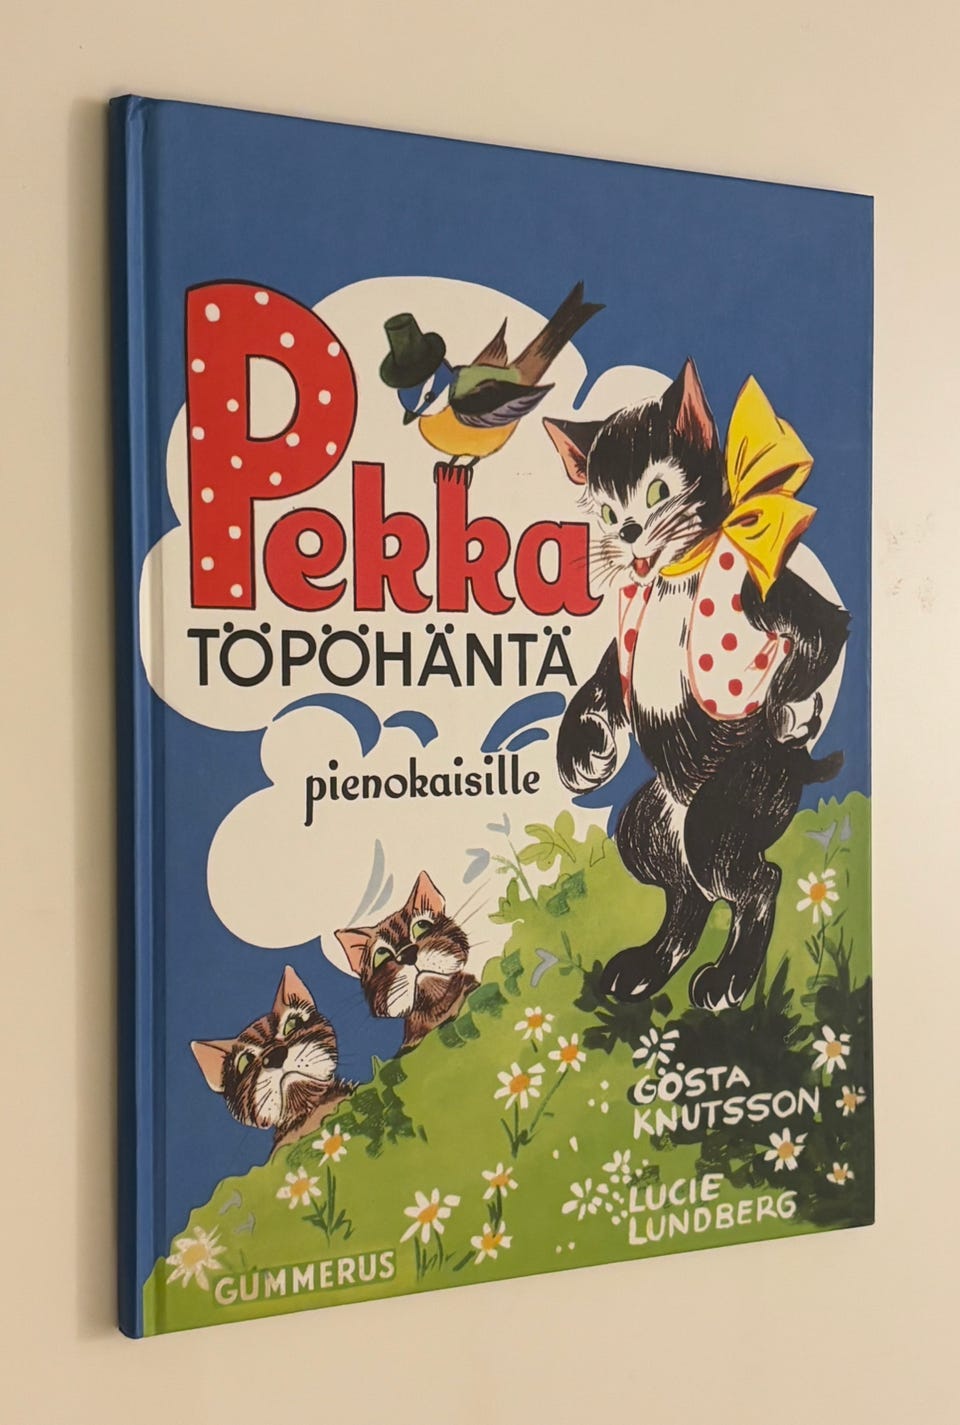 Pekka
TÖPÖHÄNTÄ
pienokaisille
GÖSTA
KNUTSSON
LUCIE
LUNDBERG
GUMMERUS